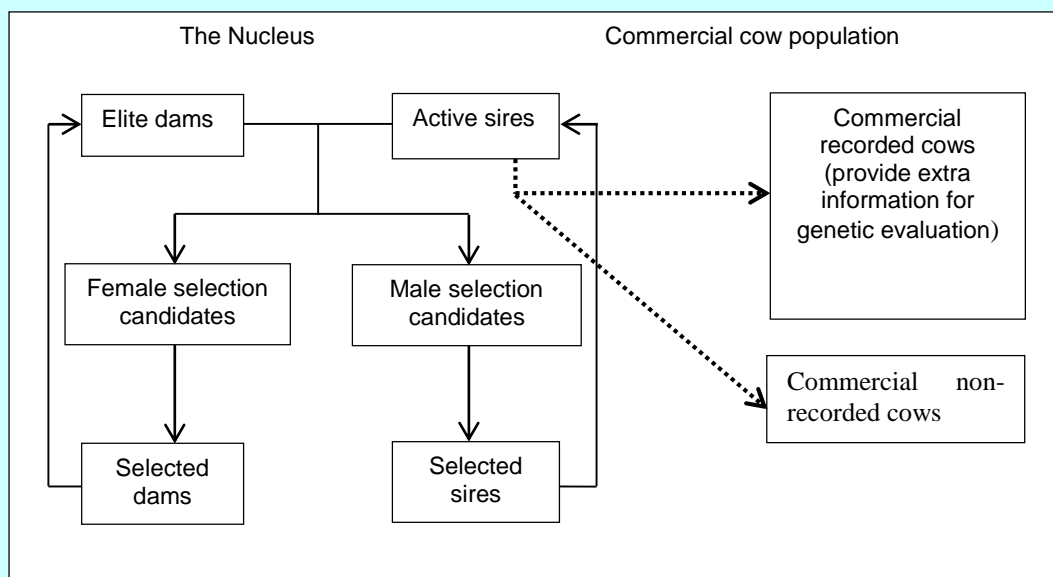 The Nucleus
Commercial cow population
Elite dams
Active sires
Commercial
recorded cows
(provide extra
information for
genetic evaluation)
Female selection
candidates
Male selection
candidates
Commercial non-
recorded cows
Selected
dams
Selected
sires